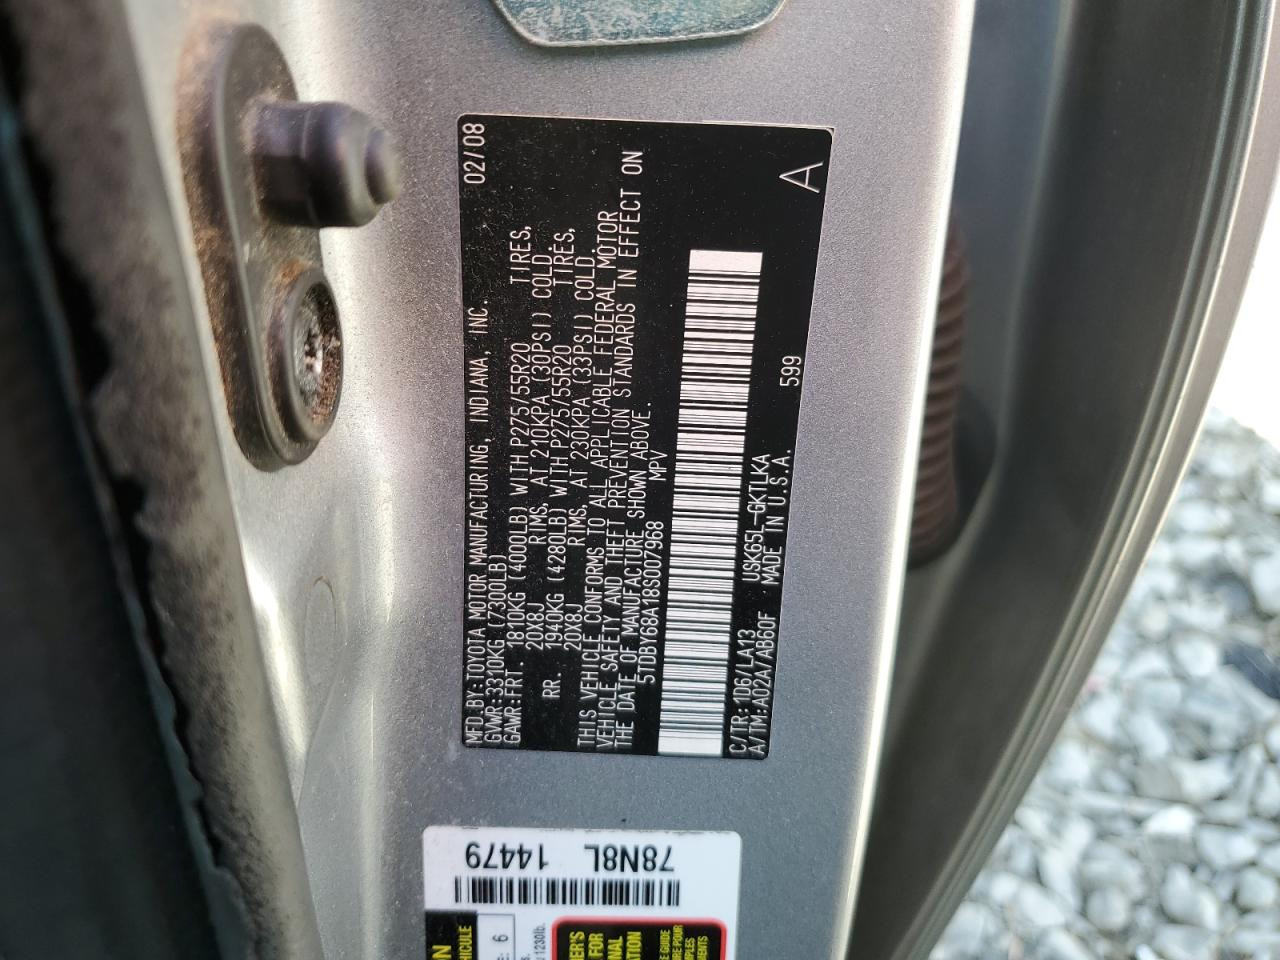 MFD.BY:TOYOTA MOTOR MANUFACTURING, INDIANA, INC. 02/08
GWWR:3310KG (7300LB)
GAWR:FRT. 1810KG (4000LB) WITH P275/55R20 TIRES,
20X8J RIMS, AT 210KPA (30PSI) COLD.
RR. 1940KG (4280LB) WITH P275/55R20 TIRES,
20X8J RIMS, AT 230KPA (33PSI) COLD.
THIS VEHICLE CONFORMS TO ALL APPLICABLE FEDERAL MOTOR
VEHICLE SAFETY AND THEFT PREVENTION STANDARDS IN EFFECT ON
THE DATE OF MANUFACTURE SHOWN ABOVE.
5TDBY68A18S007968 MPV
C/TR:1D6/LA13 USK65L-GKTLKA 599 A
A/TM:A02A/AB60F MADE IN U.S.A.
78N8L 14479
6
1230lb.